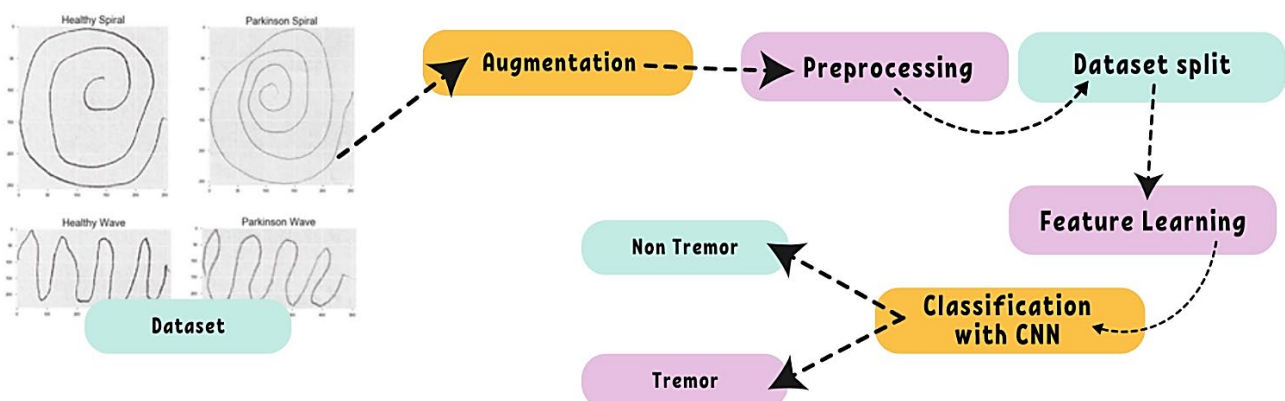 Healthy Spiral
Parkinson Spiral
Healthy Wave
Parkinson Wave
Dataset
Augmentation
Preprocessing
Dataset split
Feature Learning
Classification
with CNN
Non Tremor
Tremor